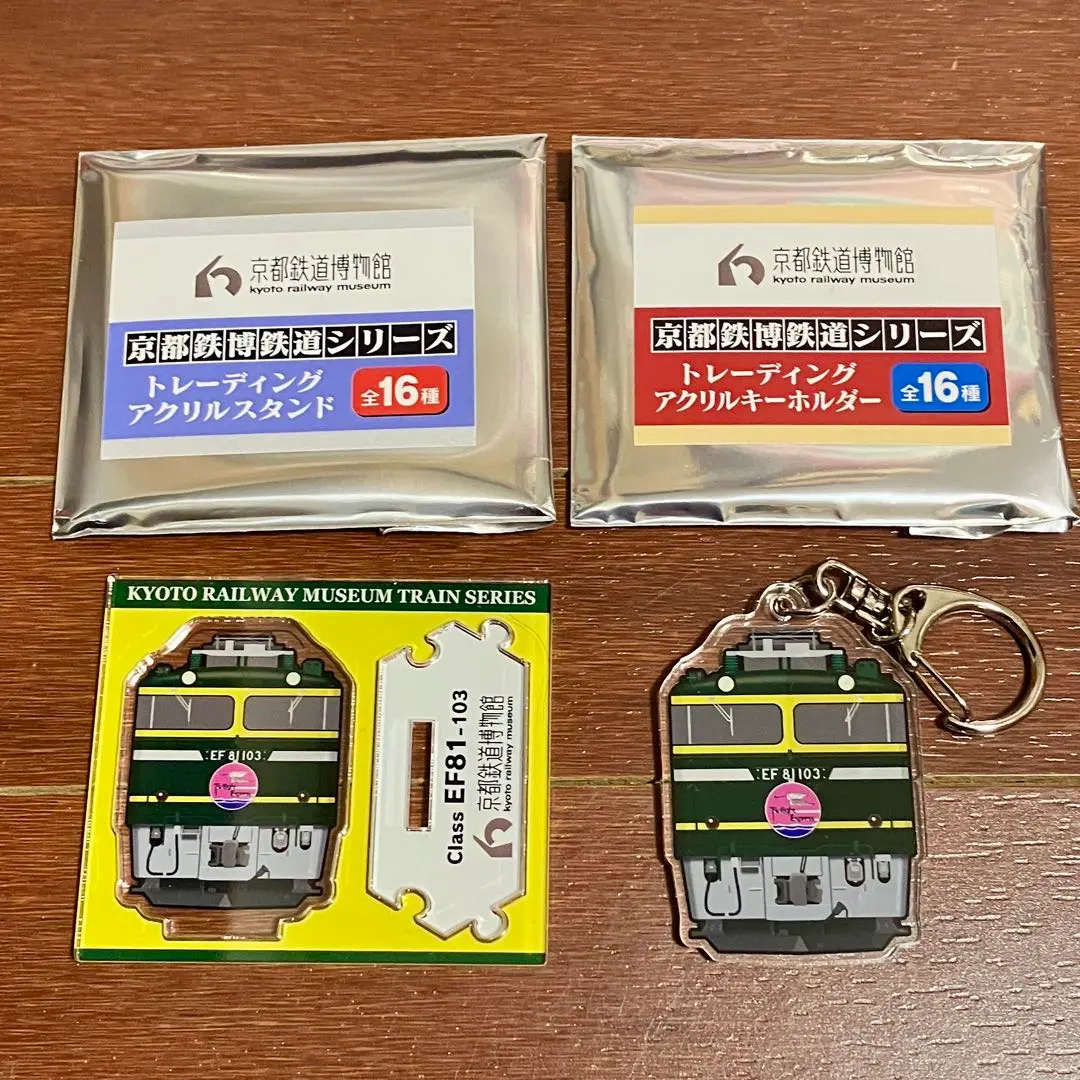 京都鉄道博物館
kyoto railway museum
京都鉄博鉄道シリーズ
トレーディング
アクリルスタンド
全16種
京都鉄道博物館
kyoto railway museum
京都鉄博鉄道シリーズ
トレーディング
アクリルキーホルダー
全16種
KYOTO RAILWAY MUSEUM TRAIN SERIES
EF 81103
Class EF81-103
京都鉄道博物館
kyoto railway museum
EF 81103
Twilight
Express